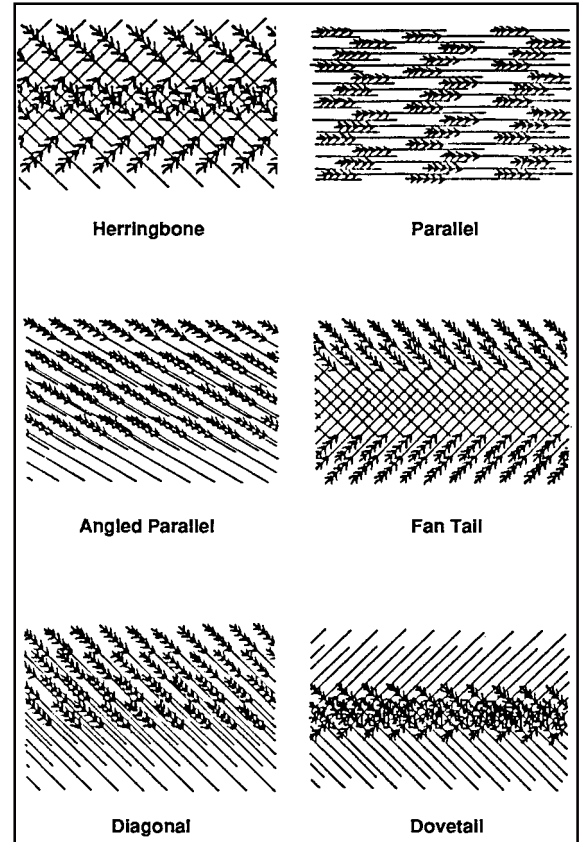 Herringbone
Parallel
Angled Parallel
Fan Tail
Diagonal
Dovetail